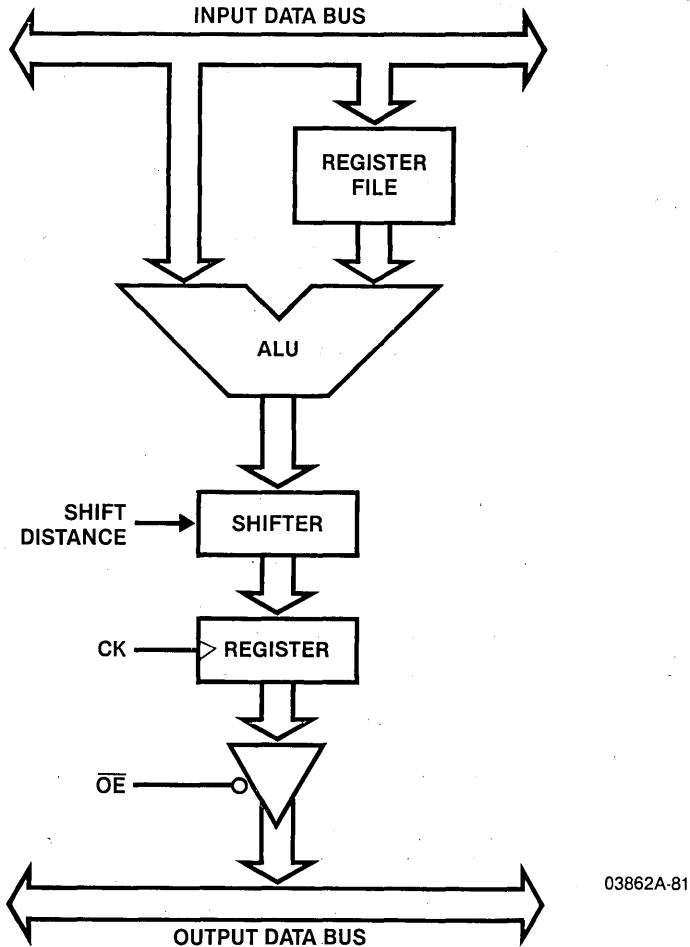 INPUT DATA BUS
REGISTER
FILE
ALU
SHIFT
DISTANCE
SHIFTER
CK
REGISTER
OE
03862A-81
OUTPUT DATA BUS